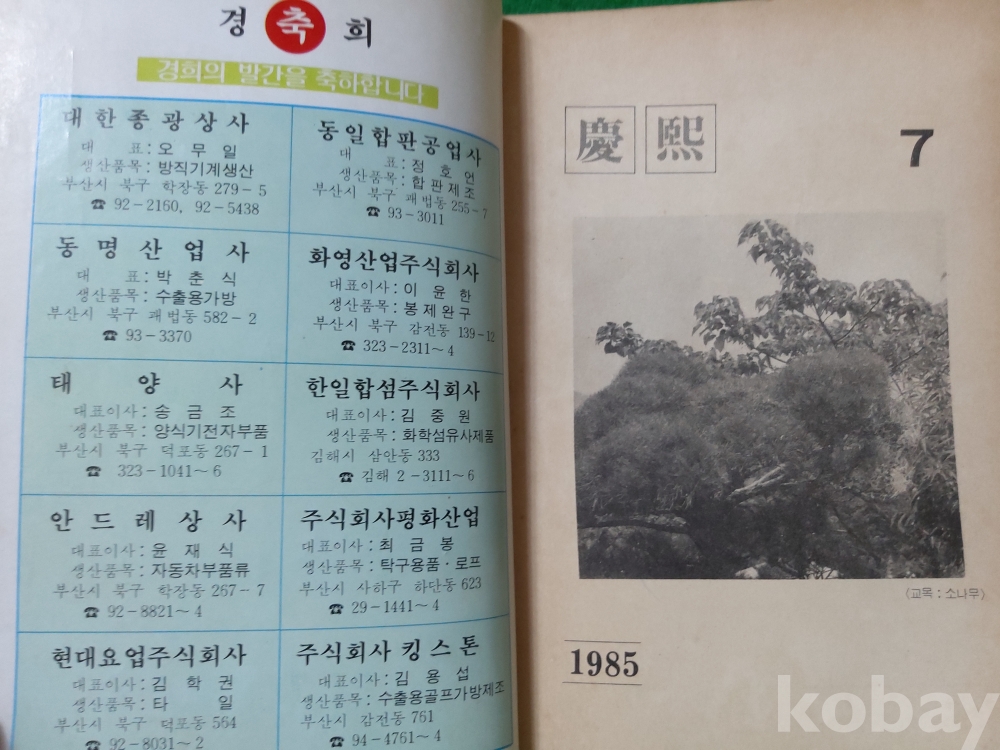 경 축 희
경희의 발간을 축하합니다
대한종광상사
대 표 : 오무일
생산품목 : 방직기계생산
부산시 북구 학장동 279-5
☎ 92-2160, 92-5438
동일합판공업사
대 표 : 정호언
생산품목 : 합판제조
부산시 북구 괘법동 255-7
☎ 93-3011
동명산업사
대 표 : 박춘식
생산품목 : 수출용가방
부산시 북구 괘법동 582-2
☎ 93-3370
화영산업주식회사
대표이사 : 이윤한
생산품목 : 봉제완구
부산시 북구 감전동 139-12
☎ 323-2311~4
태양사
대표이사 : 송금조
생산품목 : 양식기전자부품
부산시 북구 덕포동 267-1
☎ 323-1041~6
한일합섬주식회사
대표이사 : 김중원
생산품목 : 화학섬유사제품
김해시 삼안동 333
☎ 김해 2-3111~6
안드레상사
대표이사 : 윤재식
생산품목 : 자동차부품류
부산시 북구 학장동 267-7
☎ 92-8821~4
주식회사평화산업
대표이사 : 최금봉
생산품목 : 탁구용품·로프
부산시 사하구 하단동 623
☎ 29-1441~4
현대요업주식회사
대표이사 : 김학권
생산품목 : 타일
부산시 북구 덕포동 564
☎ 92-8031~2
주식회사 킹스톤
대표이사 : 김용섭
생산품목 : 수출용골프가방제조
부산시 감전동 761
☎ 94-4761~4
慶熙
7
〈교목 : 소나무〉
1985
kobay